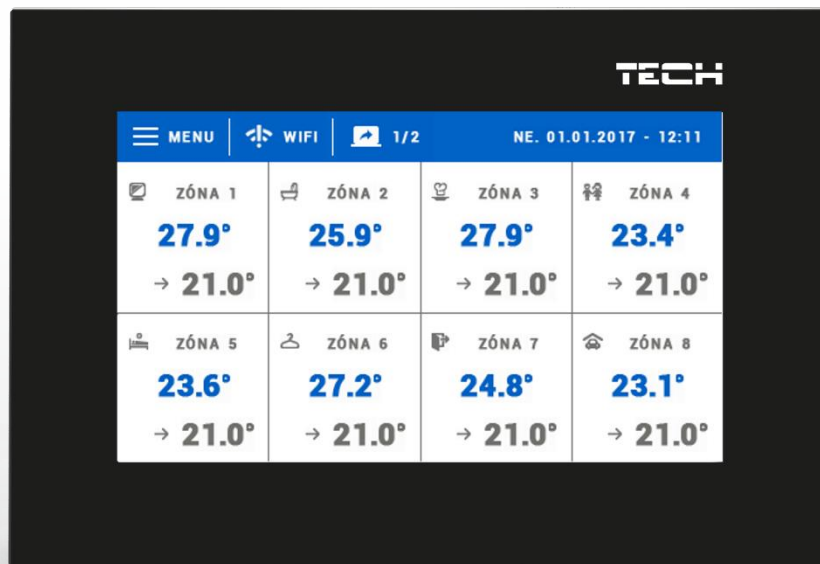 TECH
MENU WIFI 1/2 NE. 01.01.2017 - 12:11
ZÓNA 1 ZÓNA 2 ZÓNA 3 ZÓNA 4
27.9° 25.9° 27.9° 23.4°
→ 21.0° → 21.0° → 21.0° → 21.0°
ZÓNA 5 ZÓNA 6 ZÓNA 7 ZÓNA 8
23.6° 27.2° 24.8° 23.1°
→ 21.0° → 21.0° → 21.0° → 21.0°